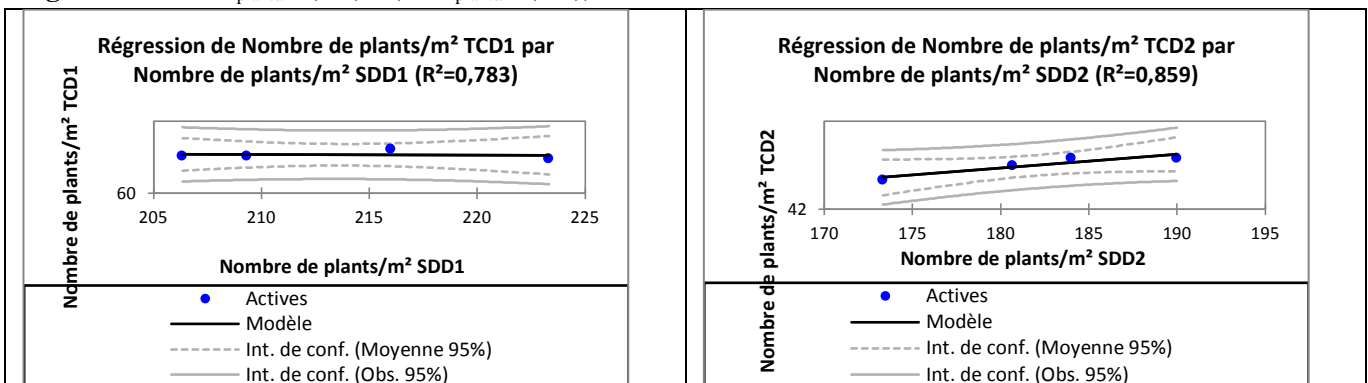 Régression de Nombre de plants/m² TCD1 par
Nombre de plants/m² SDD1 (R²=0,783)
Nombre de plants/m² TCD1
60
205
210
215
220
225
Nombre de plants/m² SDD1
Actives
Modèle
Int. de conf. (Moyenne 95%)
Int. de conf. (Obs. 95%)
Régression de Nombre de plants/m² TCD2 par
Nombre de plants/m² SDD2 (R²=0,859)
Nombre de plants/m² TCD2
42
170
175
180
185
190
195
Nombre de plants/m² SDD2
Actives
Modèle
Int. de conf. (Moyenne 95%)
Int. de conf. (Obs. 95%)